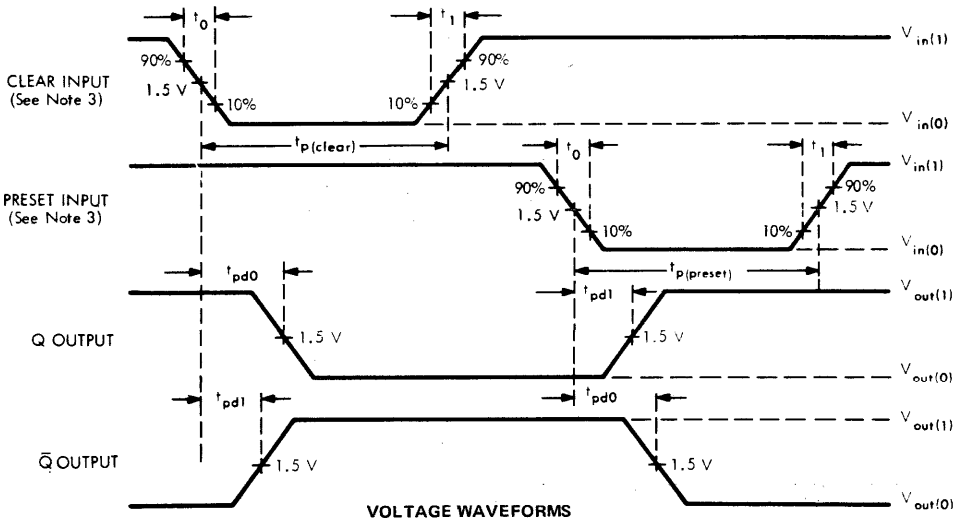 t0 t1 Vin(1)
90% 90%
CLEAR INPUT 1.5 V 1.5 V
(See Note 3) 10% 10%
Vin(0)
tp(clear)
t0 t1 Vin(1)
90% 90%
PRESET INPUT 1.5 V 1.5 V
(See Note 3) 10% 10%
Vin(0)
tp(preset)
tpd0 tpd1 Vout(1)
Q OUTPUT 1.5 V 1.5 V
Vout(0)
tpd1 tpd0 Vout(1)
Q̄ OUTPUT 1.5 V 1.5 V
Vout(0)
VOLTAGE WAVEFORMS